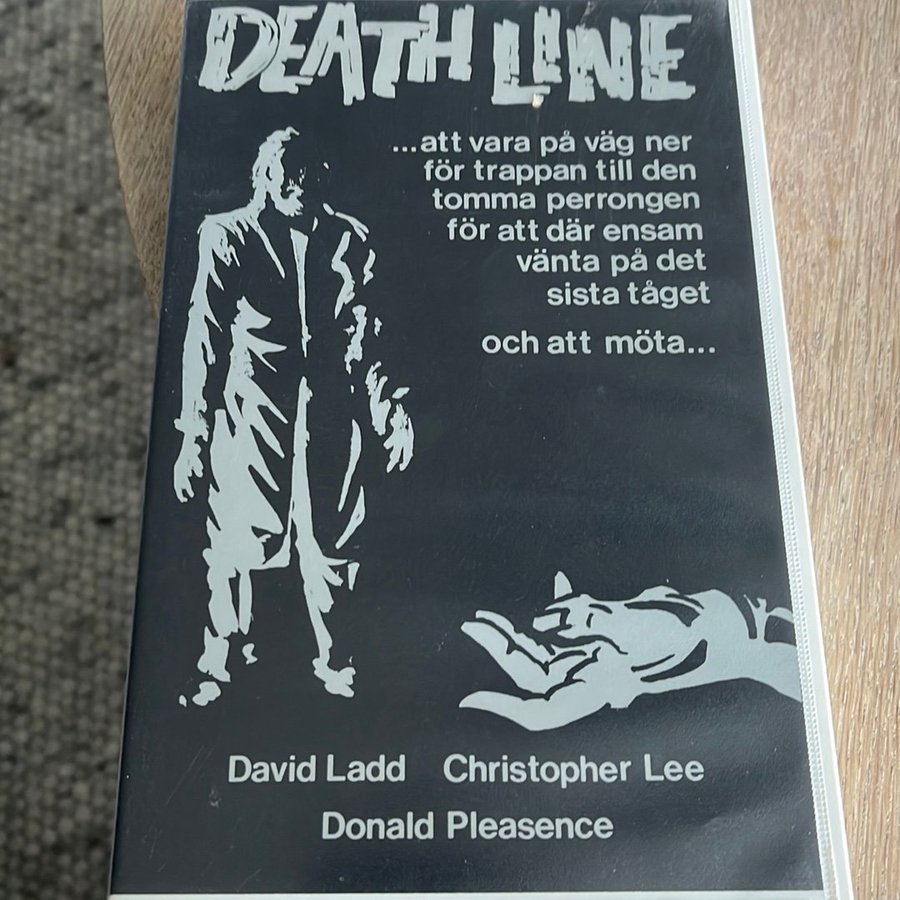 DEATH LINE
...att vara på väg ner
för trappan till den
tomma perrongen
för att där ensam
vänta på det
sista tåget
och att möta...
David Ladd Christopher Lee
Donald Pleasence